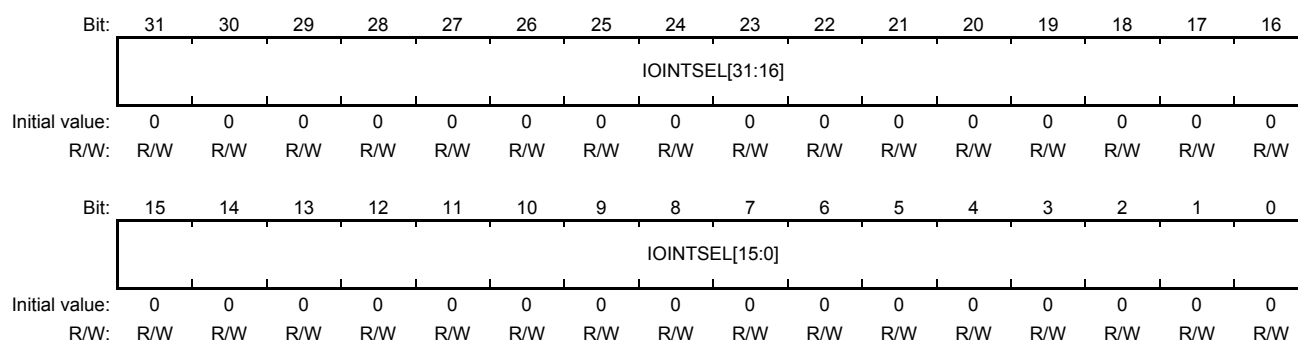 Bit: 31 30 29 28 27 26 25 24 23 22 21 20 19 18 17 16
IOINTSEL[31:16]
Initial value: 0 0 0 0 0 0 0 0 0 0 0 0 0 0 0 0
R/W: R/W R/W R/W R/W R/W R/W R/W R/W R/W R/W R/W R/W R/W R/W R/W R/W
Bit: 15 14 13 12 11 10 9 8 7 6 5 4 3 2 1 0
IOINTSEL[15:0]
Initial value: 0 0 0 0 0 0 0 0 0 0 0 0 0 0 0 0
R/W: R/W R/W R/W R/W R/W R/W R/W R/W R/W R/W R/W R/W R/W R/W R/W R/W